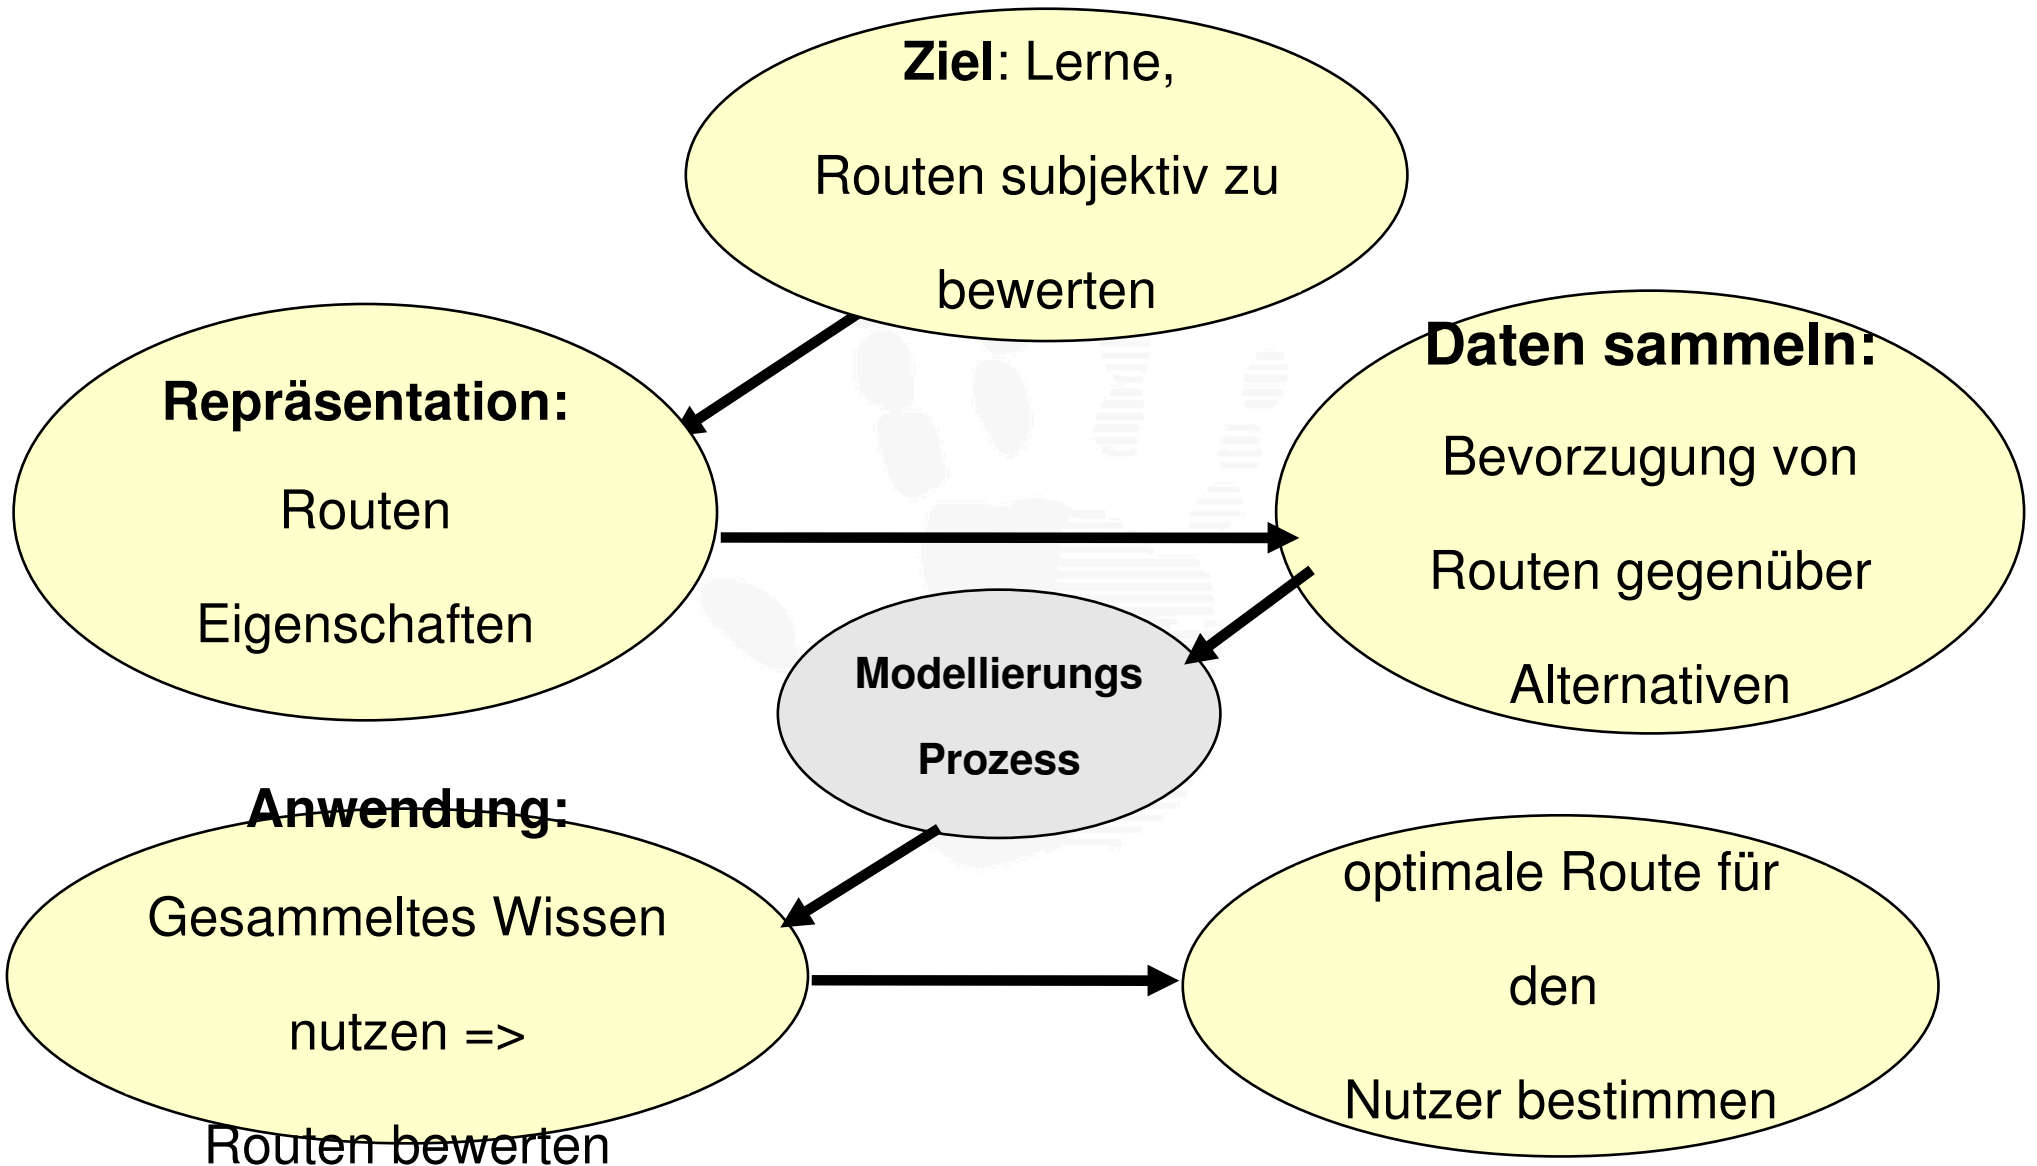 Ziel: Lerne,
Routen subjektiv zu
bewerten
Repräsentation:
Routen
Eigenschaften
Daten sammeln:
Bevorzugung von
Routen gegenüber
Alternativen
Modellierungs
Prozess
Anwendung:
Gesammeltes Wissen
nutzen =>
Routen bewerten
optimale Route für
den
Nutzer bestimmen